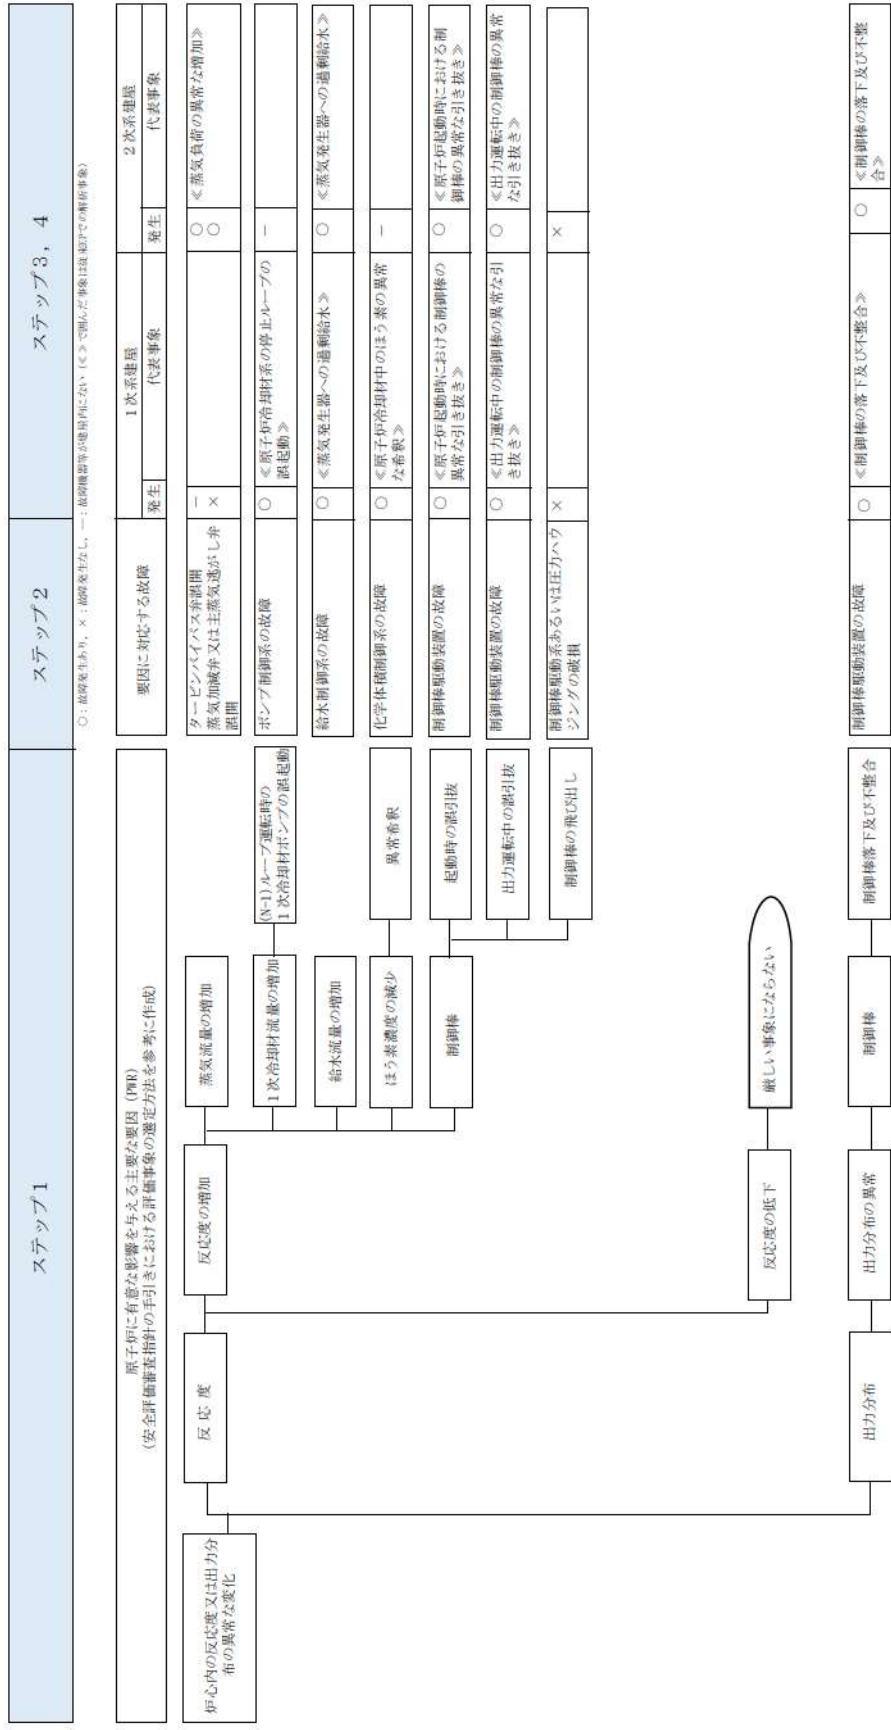 ステップ1
ステップ2
ステップ3，4
○：故障発生あり，×：故障発生なし，－：故障機器等が建屋内にない（≪≫で囲んだ事象は従来EPでの解析事象）
原子炉に有意な影響を与える主要な要因（PWR）
（安全評価審査指針の手引きにおける評価事象の選定方法を参考に作成）
要因に対応する故障
1次系建屋
2次系建屋
発生
代表事象
発生
代表事象
炉心内の反応度又は出力分
布の異常な変化
反応度
反応度の増加
蒸気流量の増加
タービンバイパス弁誤開
蒸気加減弁又は主蒸気逃がし弁
誤開
－
×
○
○
≪蒸気負荷の異常な増加≫
1次冷却材流量の増加
(N-1)ループ運転時の
1次冷却材ポンプの誤起動
ポンプ制御系の故障
○
≪原子炉冷却材系の停止ループの
誤起動≫
－
給水流量の増加
給水制御系の故障
○
≪蒸気発生器への過剰給水≫
○
≪蒸気発生器への過剰給水≫
ほう素濃度の減少
異常希釈
化学体積制御系の故障
○
≪原子炉冷却材中のほう素の異常
な希釈≫
－
制御棒
起動時の誤引抜
制御棒駆動装置の故障
○
≪原子炉起動時における制御棒の
異常な引き抜き≫
○
≪原子炉起動時における制
御棒の異常な引き抜き≫
出力運転中の誤引抜
制御棒駆動装置の故障
○
≪出力運転中の制御棒の異常な引
き抜き≫
○
≪出力運転中の制御棒の異常
な引き抜き≫
制御棒の飛び出し
制御棒駆動系あるいは圧力ハウ
ジングの破損
×
×
反応度の低下
厳しい事象にならない
出力分布
出力分布の異常
制御棒
制御棒落下及び不整合
制御棒駆動装置の故障
○
≪制御棒の落下及び不整合≫
○
≪制御棒の落下及び不整
合≫